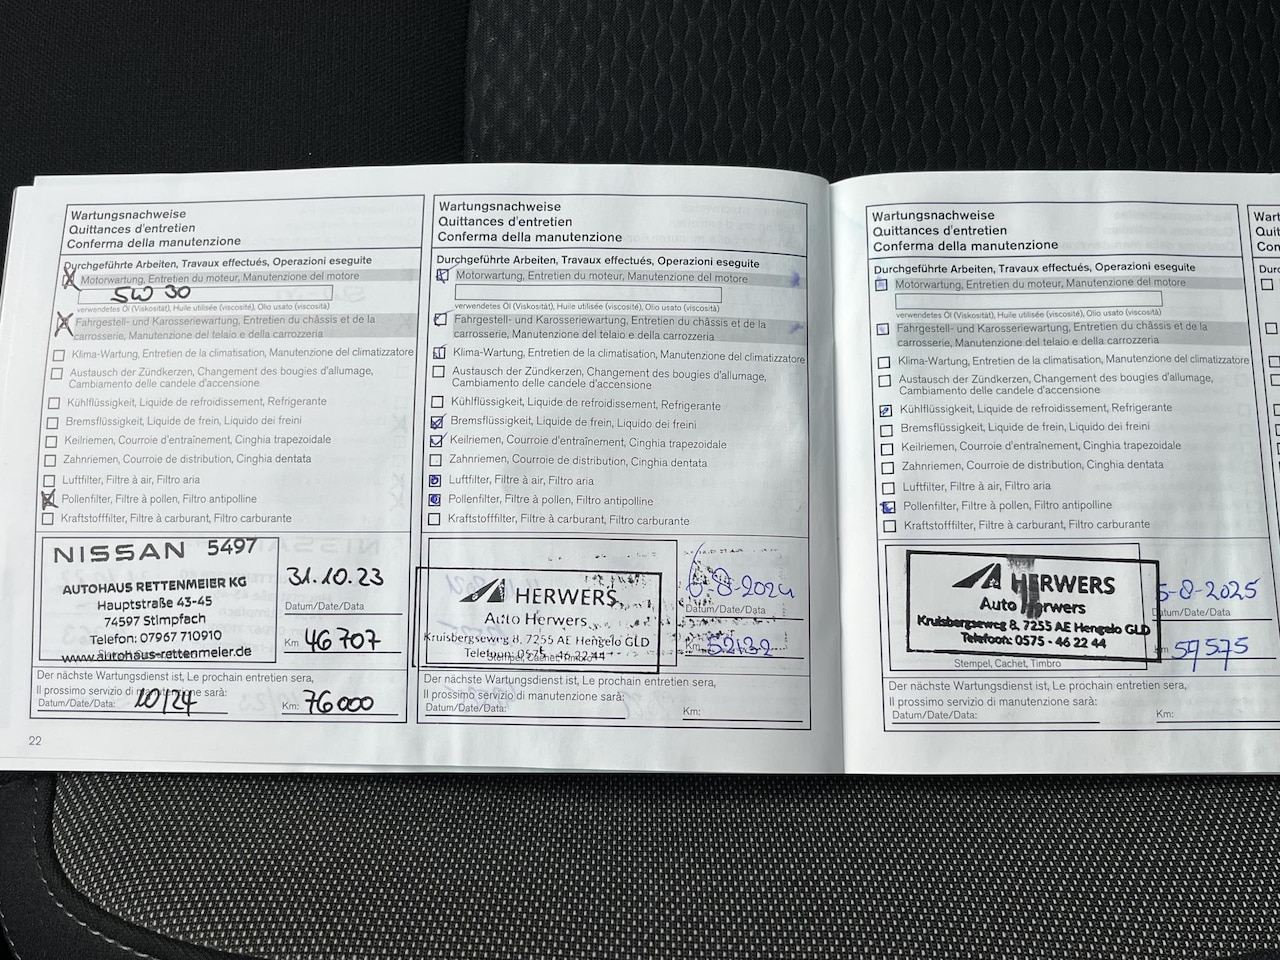 Wartungsnachweise
Quittances d'entretien
Conferma della manutenzione
Durchgeführte Arbeiten, Travaux effectués, Operazioni eseguite
Motorwartung, Entretien du moteur, Manutenzione del motore
5W 30
verwendetes Öl (Viskosität), Huile utilisée (viscosité), Olio usato (viscosità)
Fahrgestell- und Karosseriewartung, Entretien du châssis et de la
carrosserie, Manutenzione del telaio e della carrozzeria
Klima-Wartung, Entretien de la climatisation, Manutenzione del climatizzatore
Austausch der Zündkerzen, Changement des bougies d'allumage,
Cambiamento delle candele d'accensione
Kühlflüssigkeit, Liquide de refroidissement, Refrigerante
Bremsflüssigkeit, Liquide de frein, Liquido dei freini
Keilriemen, Courroie d'entraînement, Cinghia trapezoidale
Zahnriemen, Courroie de distribution, Cinghia dentata
Luftfilter, Filtre à air, Filtro aria
Pollenfilter, Filtre à pollen, Filtro antipolline
Kraftstofffilter, Filtre à carburant, Filtro carburante
NISSAN 5497
AUTOHAUS RETTENMEIER KG
Hauptstraße 43-45
74597 Stimpfach
Telefon: 07967 710910
www.autohaus-rettenmeier.de
31.10.23
Datum/Date/Data
Km 46707
Der nächste Wartungsdienst ist, Le prochain entretien sera,
Il prossimo servizio di manutenzione sarà:
Datum/Date/Data: 10/24 Km: 76000
22
Wartungsnachweise
Quittances d'entretien
Conferma della manutenzione
Durchgeführte Arbeiten, Travaux effectués, Operazioni eseguite
Motorwartung, Entretien du moteur, Manutenzione del motore
verwendetes Öl (Viskosität), Huile utilisée (viscosité), Olio usato (viscosità)
Fahrgestell- und Karosseriewartung, Entretien du châssis et de la
carrosserie, Manutenzione del telaio e della carrozzeria
Klima-Wartung, Entretien de la climatisation, Manutenzione del climatizzatore
Austausch der Zündkerzen, Changement des bougies d'allumage,
Cambiamento delle candele d'accensione
Kühlflüssigkeit, Liquide de refroidissement, Refrigerante
Bremsflüssigkeit, Liquide de frein, Liquido dei freini
Keilriemen, Courroie d'entraînement, Cinghia trapezoidale
Zahnriemen, Courroie de distribution, Cinghia dentata
Luftfilter, Filtre à air, Filtro aria
Pollenfilter, Filtre à pollen, Filtro antipolline
Kraftstofffilter, Filtre à carburant, Filtro carburante
HERWERS
Auto Herwers
Kruisbergseweg 8, 7255 AE Hengelo GLD
Telefoon: 0575 - 46 22 44
Stempel, Cachet, Timbro
6-8-2024
Datum/Date/Data
Km 52132
Der nächste Wartungsdienst ist, Le prochain entretien sera,
Il prossimo servizio di manutenzione sarà:
Datum/Date/Data: Km:
Wartungsnachweise
Quittances d'entretien
Conferma della manutenzione
Durchgeführte Arbeiten, Travaux effectués, Operazioni eseguite
Motorwartung, Entretien du moteur, Manutenzione del motore
verwendetes Öl (Viskosität), Huile utilisée (viscosité), Olio usato (viscosità)
Fahrgestell- und Karosseriewartung, Entretien du châssis et de la
carrosserie, Manutenzione del telaio e della carrozzeria
Klima-Wartung, Entretien de la climatisation, Manutenzione del climatizzatore
Austausch der Zündkerzen, Changement des bougies d'allumage,
Cambiamento delle candele d'accensione
Kühlflüssigkeit, Liquide de refroidissement, Refrigerante
Bremsflüssigkeit, Liquide de frein, Liquido dei freini
Keilriemen, Courroie d'entraînement, Cinghia trapezoidale
Zahnriemen, Courroie de distribution, Cinghia dentata
Luftfilter, Filtre à air, Filtro aria
Pollenfilter, Filtre à pollen, Filtro antipolline
Kraftstofffilter, Filtre à carburant, Filtro carburante
HERWERS
Auto Herwers
Kruisbergseweg 8, 7255 AE Hengelo GLD
Telefoon: 0575 - 46 22 44
Stempel, Cachet, Timbro
5-8-2025
Datum/Date/Data
Km 59575
Der nächste Wartungsdienst ist, Le prochain entretien sera,
Il prossimo servizio di manutenzione sarà:
Datum/Date/Data: Km: